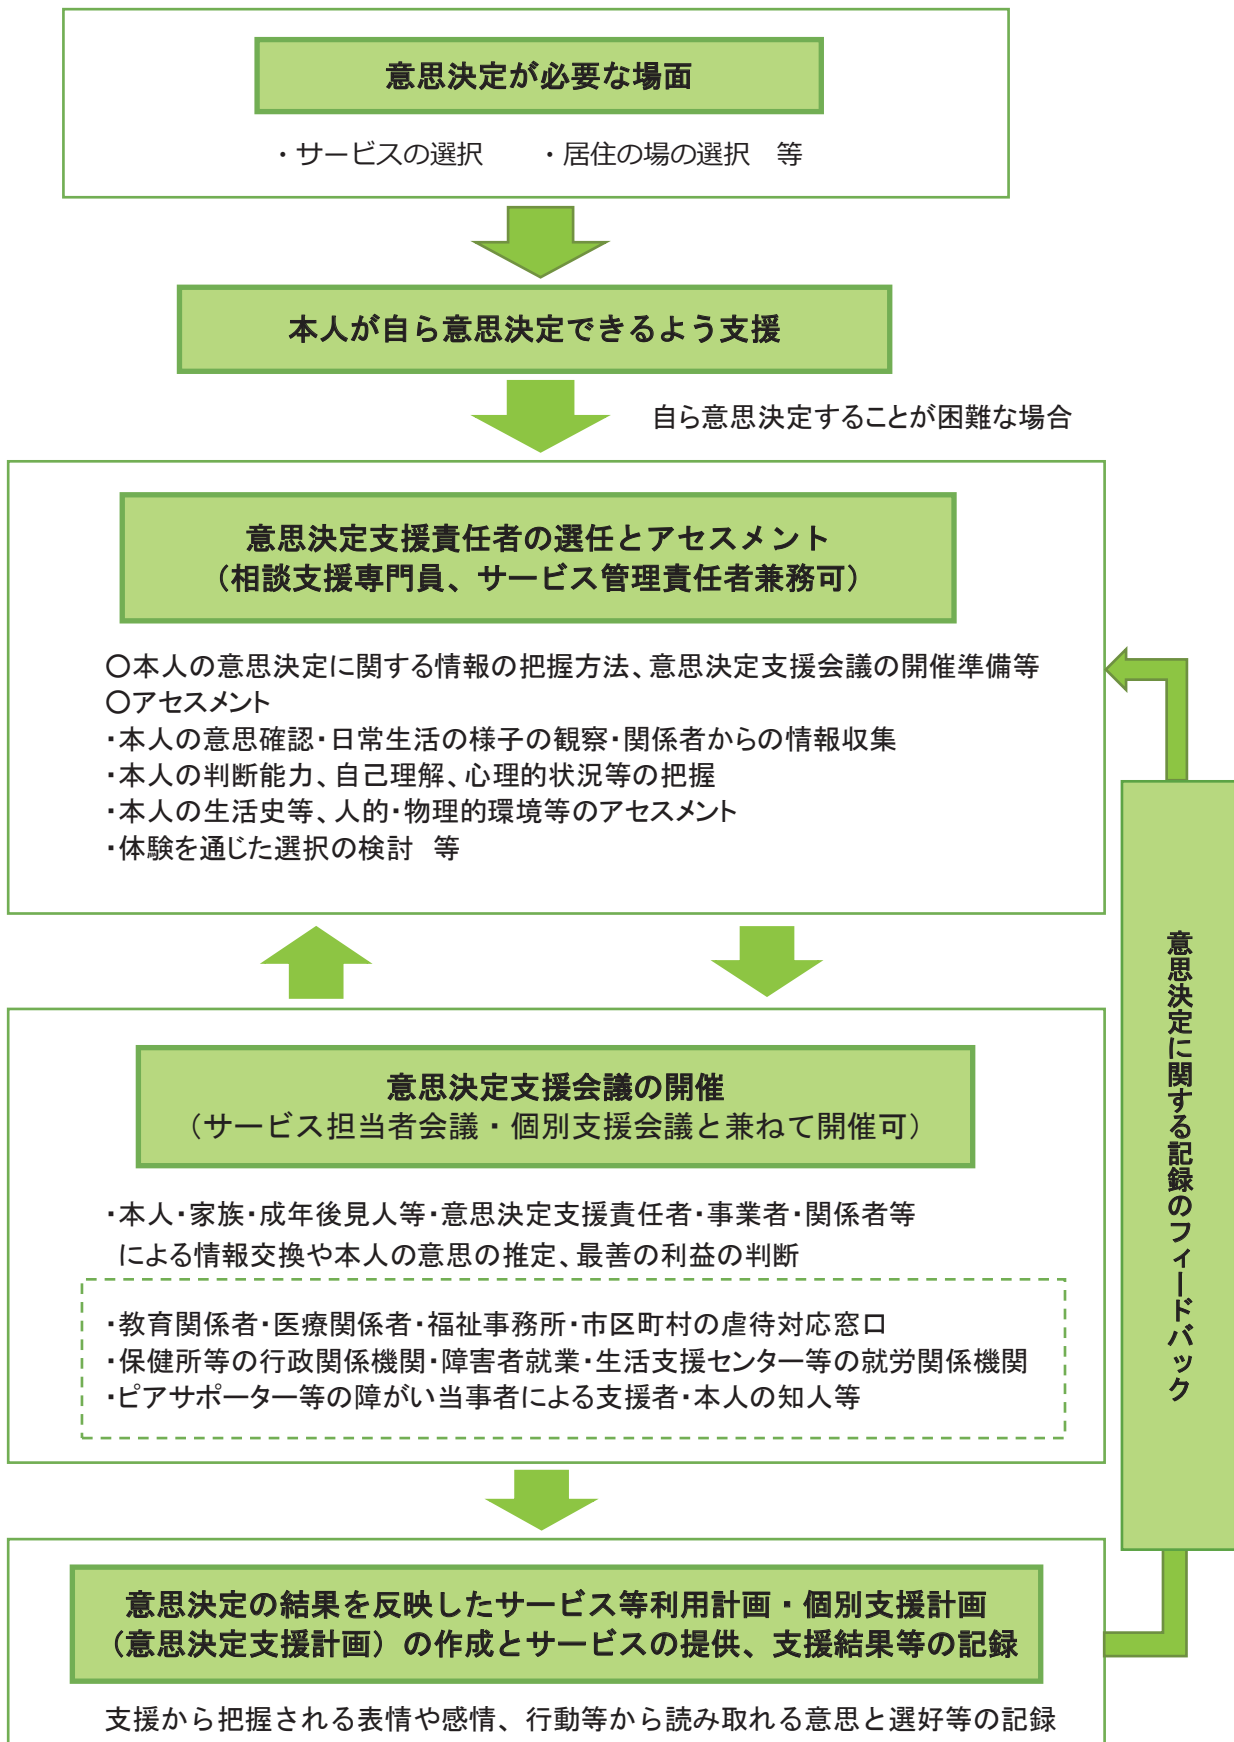 意思決定が必要な場面
・サービスの選択　・居住の場の選択　等
本人が自ら意思決定できるよう支援
自ら意思決定することが困難な場合
意思決定支援責任者の選任とアセスメント
（相談支援専門員、サービス管理責任者兼務可）
〇本人の意思決定に関する情報の把握方法、意思決定支援会議の開催準備等
〇アセスメント
・本人の意思確認・日常生活の様子の観察・関係者からの情報収集
・本人の判断能力、自己理解、心理的状況等の把握
・本人の生活史等、人的・物理的環境等のアセスメント
・体験を通じた選択の検討　等
意思決定支援会議の開催
（サービス担当者会議・個別支援会議と兼ねて開催可）
・本人・家族・成年後見人等・意思決定支援責任者・事業者・関係者等
による情報交換や本人の意思の推定、最善の利益の判断
・教育関係者・医療関係者・福祉事務所・市区町村の虐待対応窓口
・保健所等の行政関係機関・障害者就業・生活支援センター等の就労関係機関
・ピアサポーター等の障がい当事者による支援者・本人の知人等
意思決定の結果を反映したサービス等利用計画・個別支援計画
（意思決定支援計画）の作成とサービスの提供、支援結果等の記録
支援から把握される表情や感情、行動等から読み取れる意思と選好等の記録
意思決定に関する記録のフィードバック